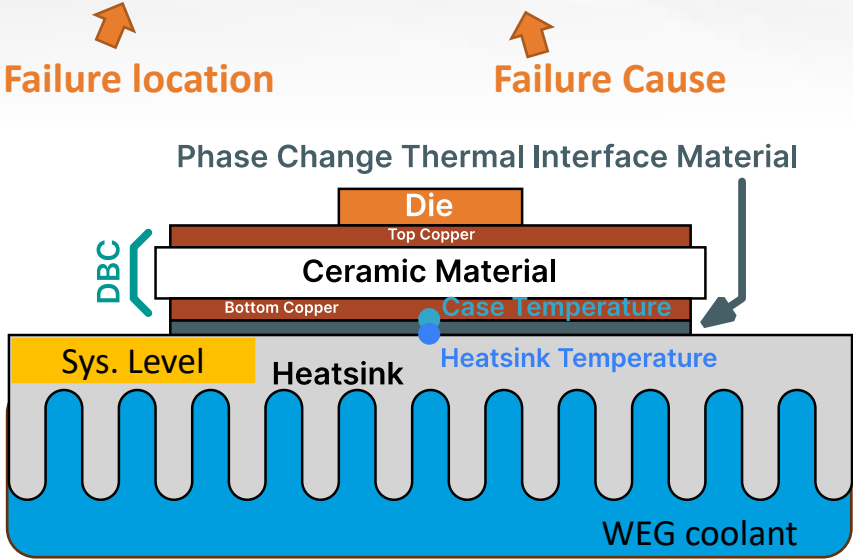 Failure location
Failure Cause
Phase Change Thermal Interface Material
Die
Top Copper
DBC
Ceramic Material
Bottom Copper
Case Temperature
Sys. Level
Heatsink Temperature
Heatsink
WEG coolant